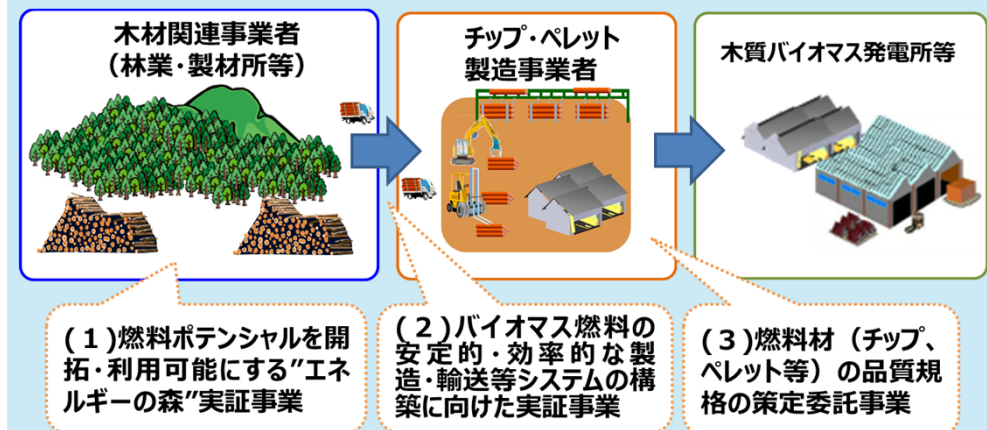 木材関連事業者
（林業・製材所等）
チップ・ペレット
製造事業者
木質バイオマス発電所等
(１)燃料ポテンシャルを開
拓・利用可能にする”エネ
ルギーの森”実証事業
(２)バイオマス燃料の
安定的・効率的な製
造・輸送等システムの構
築に向けた実証事業
(３)燃料材（チップ、
ペレット等）の品質規
格の策定委託事業